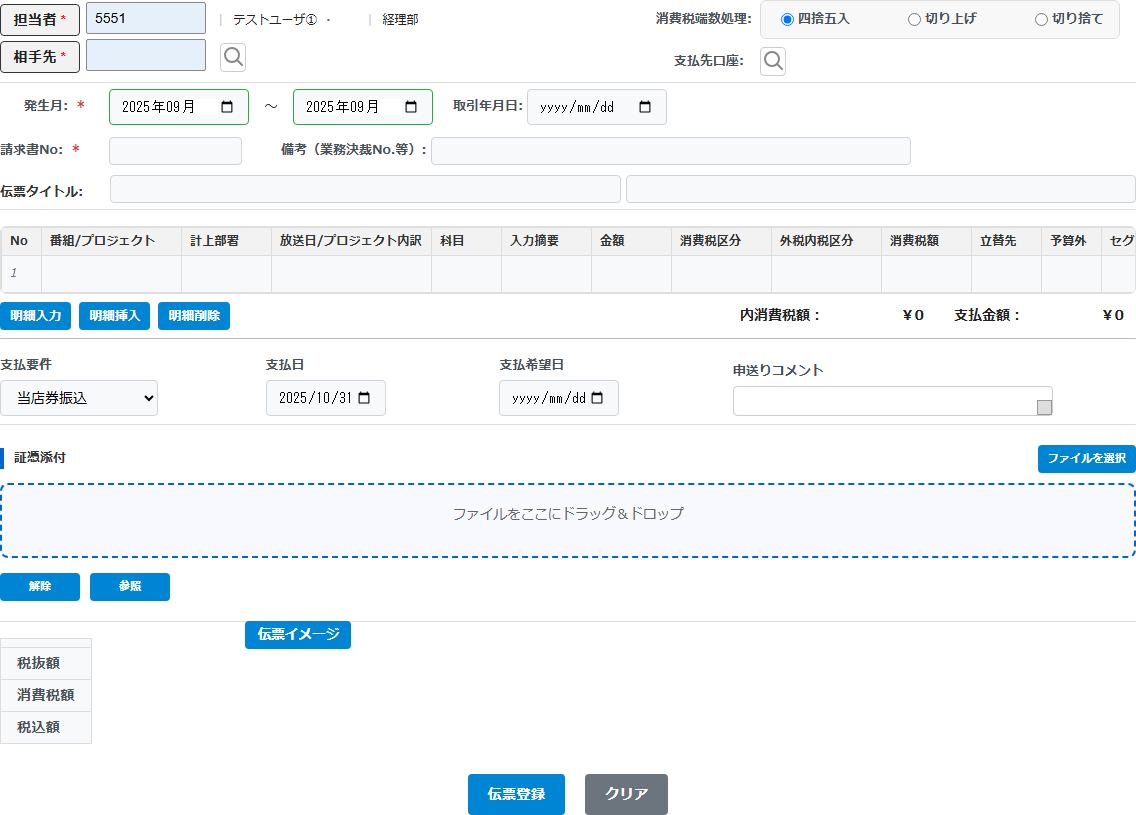 担当者 * 5551 | テストユーザ① ・ | 経理部 消費税端数処理: 四捨五入 切り上げ 切り捨て
相手先 * 支払先口座:
発生月: * 2025年09月 ～ 2025年09月 取引年月日: yyyy/mm/dd
請求書No: * 備考（業務決裁No.等）:
伝票タイトル:
No 番組/プロジェクト 計上部署 放送日/プロジェクト内訳 科目 入力摘要 金額 消費税区分 外税内税区分 消費税額 立替先 予算外 セグ
1
明細入力 明細挿入 明細削除 内消費税額： ¥0 支払金額： ¥0
支払要件 支払日 支払希望日 申送りコメント
当店券振込 2025/10/31 yyyy/mm/dd
証憑添付 ファイルを選択
ファイルをここにドラッグ＆ドロップ
解除 参照
伝票イメージ
税抜額
消費税額
税込額
伝票登録 クリア